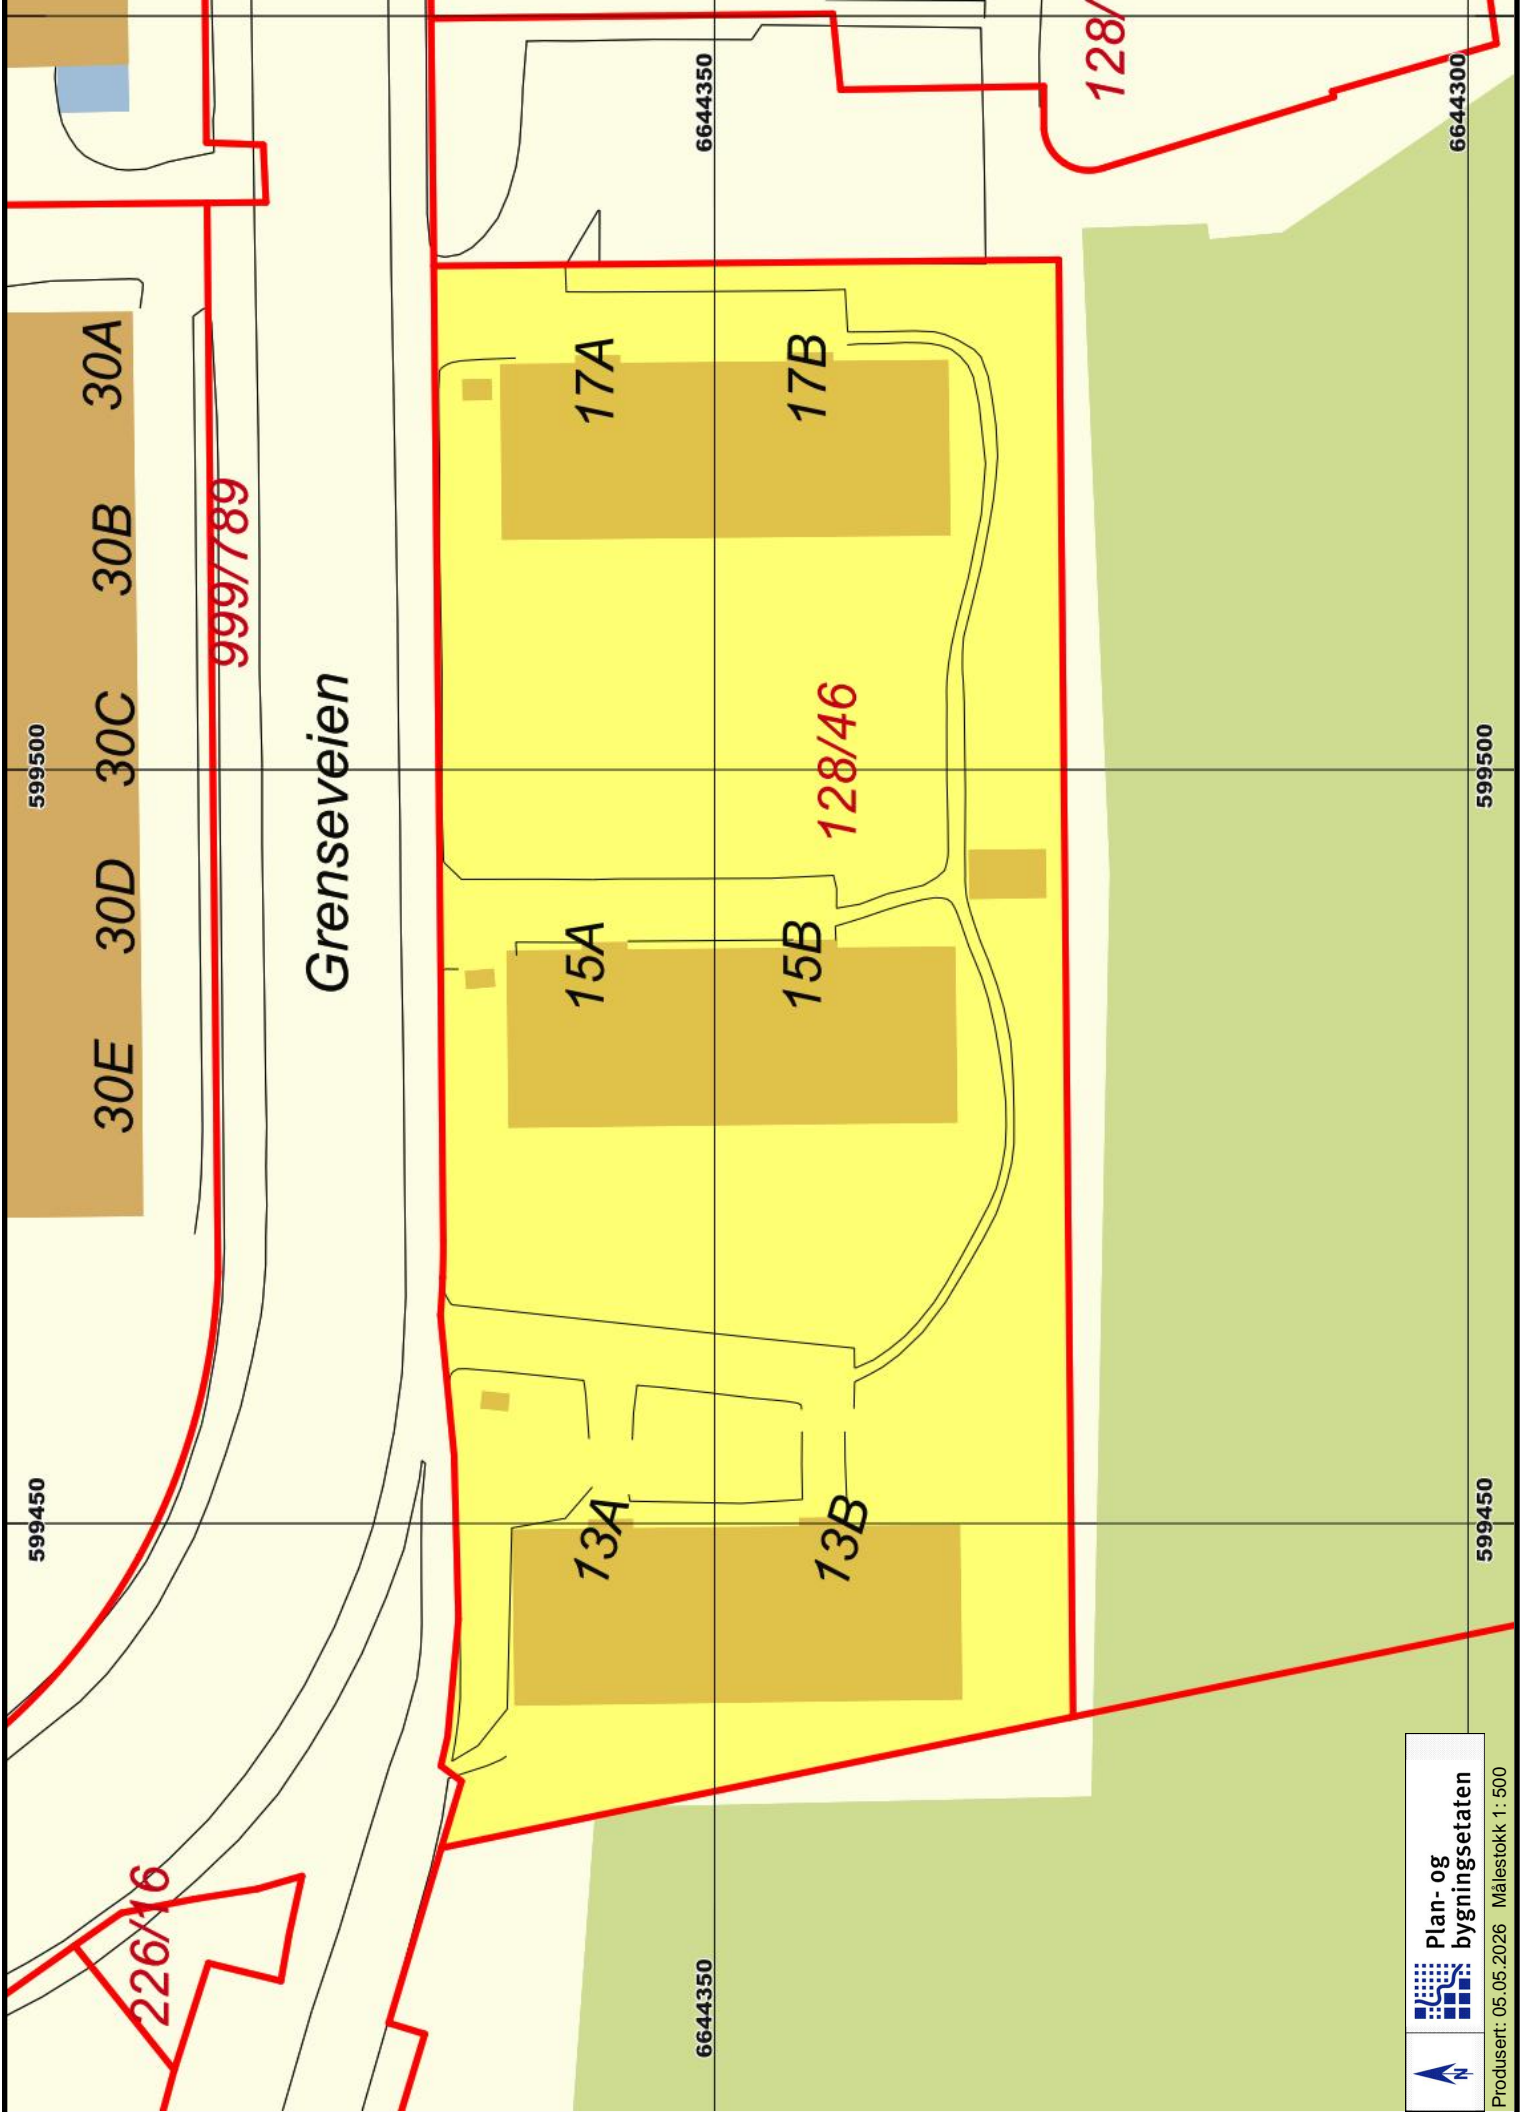 599450
599500
30E
30D
30C
30B
30A
226/16
999/789
Grenseveien
13A
15A
17A
6644350
6644350
13B
15B
17B
128/46
128/
6644300
599450
599500
Plan- og
bygningsetaten
N
Produsert: 05.05.2026 Målestokk 1: 500